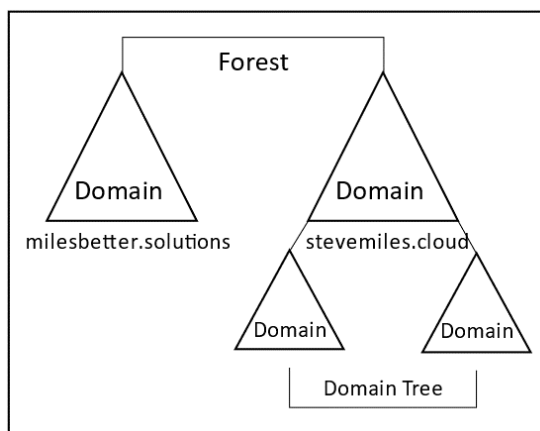 Forest
Domain
Domain
milesbetter.solutions
stevemiles.cloud
Domain
Domain
Domain Tree